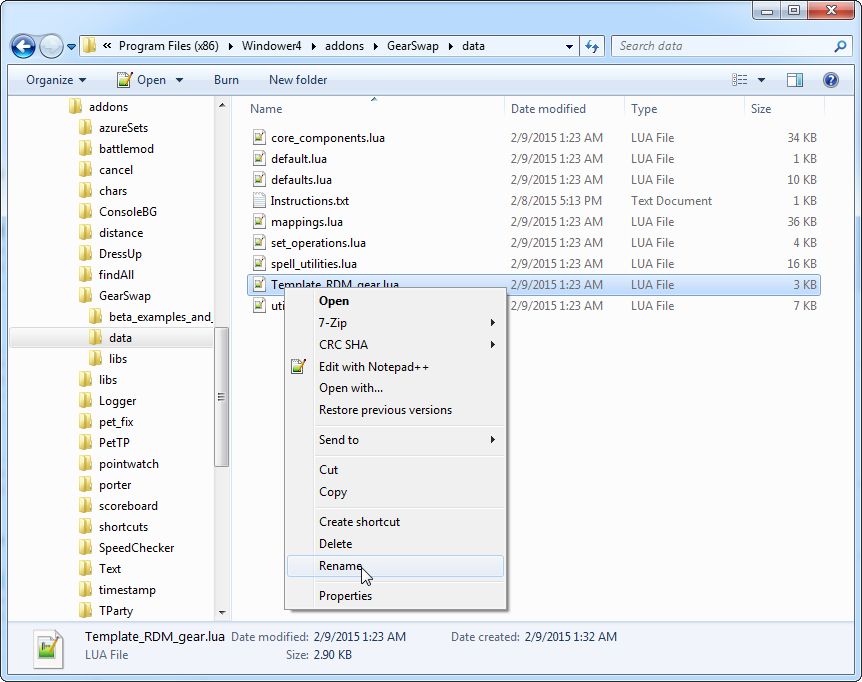 « Program Files (x86) ▸ Windower4 ▸ addons ▸ GearSwap ▸ data
Search data
Organize Open Burn New folder
addons
azureSets
battlemod
cancel
chars
ConsoleBG
distance
DressUp
findAll
GearSwap
beta_examples_and_
data
libs
libs
Logger
pet_fix
PetTP
pointwatch
porter
scoreboard
shortcuts
SpeedChecker
Text
timestamp
TParty
Name Date modified Type Size
core_components.lua 2/9/2015 1:23 AM LUA File 34 KB
default.lua 2/9/2015 1:23 AM LUA File 1 KB
defaults.lua 2/9/2015 1:23 AM LUA File 10 KB
Instructions.txt 2/8/2015 5:13 PM Text Document 1 KB
mappings.lua 2/9/2015 1:23 AM LUA File 36 KB
set_operations.lua 2/9/2015 1:23 AM LUA File 4 KB
spell_utilities.lua 2/9/2015 1:23 AM LUA File 16 KB
Template_RDM_gear.lua 2/9/2015 1:23 AM LUA File 3 KB
2/9/2015 1:23 AM LUA File 7 KB
Open
7-Zip
CRC SHA
Edit with Notepad++
Open with...
Restore previous versions
Send to
Cut
Copy
Create shortcut
Delete
Rename
Properties
Template_RDM_gear.lua Date modified: 2/9/2015 1:23 AM Date created: 2/9/2015 1:32 AM
LUA File Size: 2.90 KB